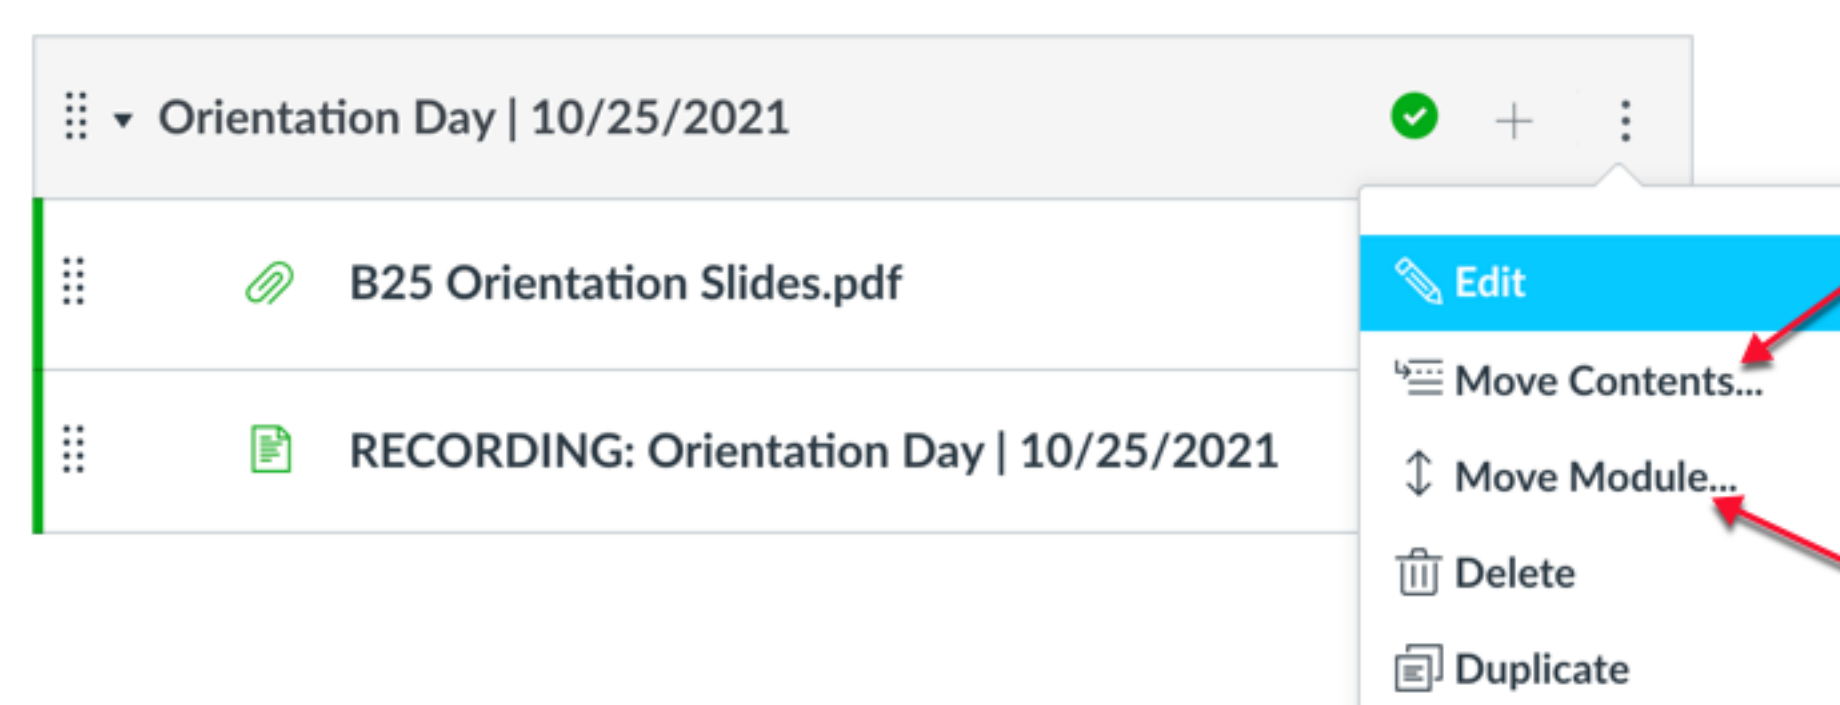 Orientation Day | 10/25/2021
B25 Orientation Slides.pdf
RECORDING: Orientation Day | 10/25/2021
Edit
Move Contents...
Move Module...
Delete
Duplicate